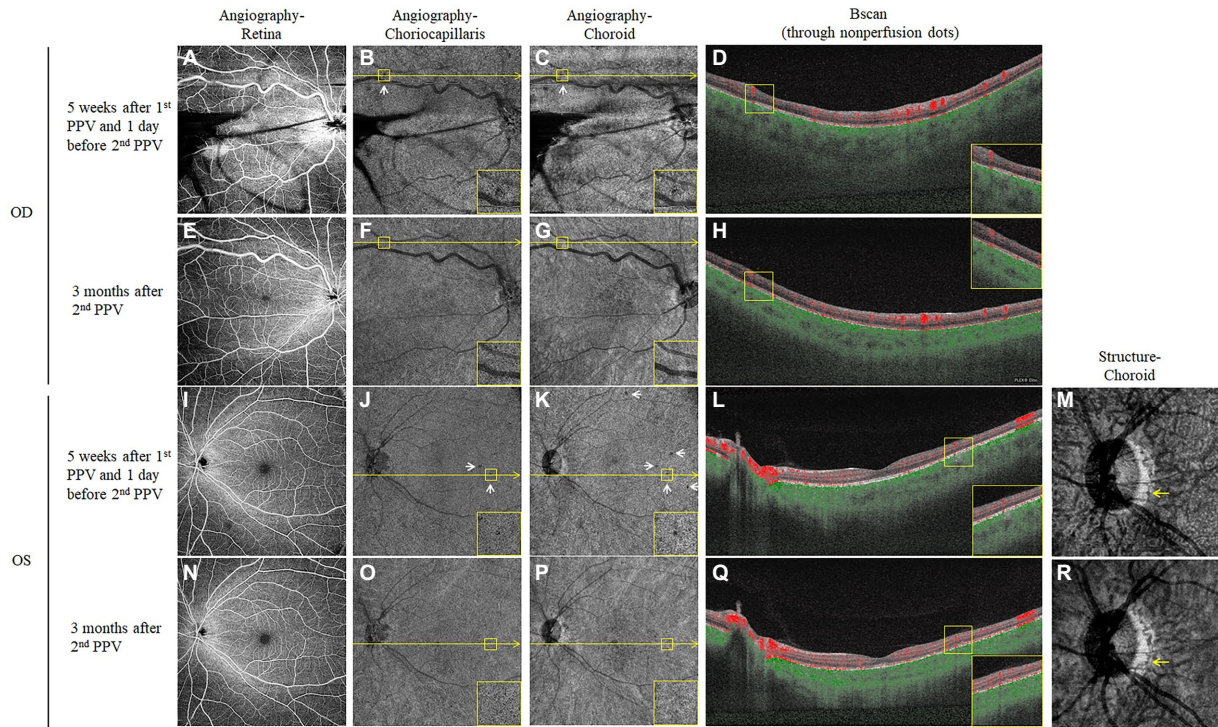 Angiography-
Retina
Angiography-
Choriocapillaris
Angiography-
Choroid
Bscan
(through nonperfusion dots)
OD
5 weeks after 1st
PPV and 1 day
before 2nd PPV
A
B
C
D
3 months after
2nd PPV
E
F
G
H
PLEX® Elite
Structure-
Choroid
OS
5 weeks after 1st
PPV and 1 day
before 2nd PPV
I
J
K
L
M
3 months after
2nd PPV
N
O
P
Q
R